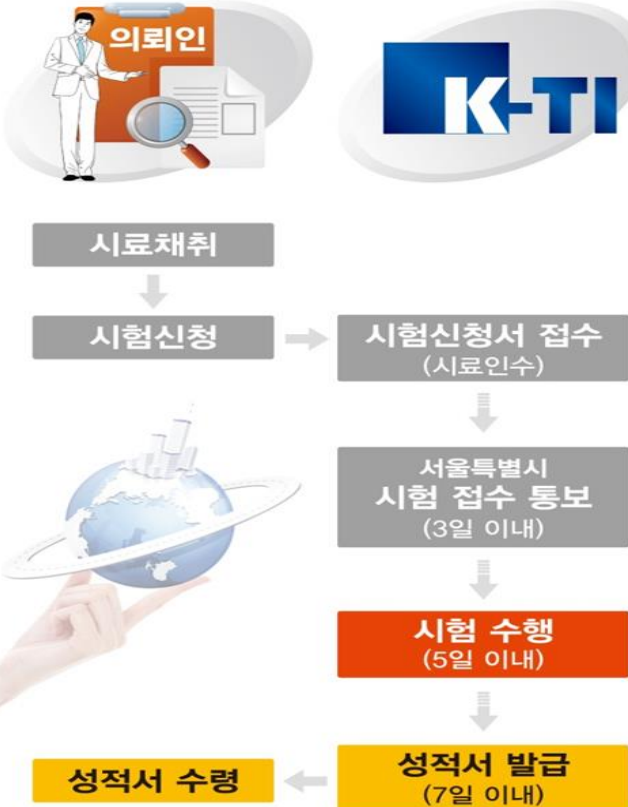 의뢰인
K-TI
시료채취
시험신청
시험신청서 접수
(시료인수)
서울특별시
시험 접수 통보
(3일 이내)
시험 수행
(5일 이내)
성적서 발급
(7일 이내)
성적서 수령